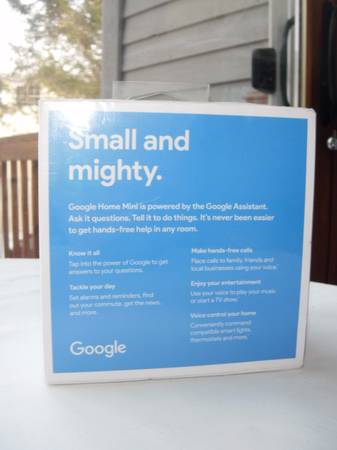 Small and
mighty.
Google Home Mini is powered by the Google Assistant.
Ask it questions. Tell it to do things. It's never been easier
to get hands-free help in any room.
Know it all
Tap into the power of Google to get
answers to your questions.
Tackle your day
Set alarms and reminders, find
out your commute, get the news,
and more.
Make hands-free calls
Place calls to family, friends and
local businesses using your voice.
Enjoy your entertainment
Use your voice to play your music
or start a TV show.
Voice control your home
Conveniently command
compatible smart lights,
thermostats and more.
Google